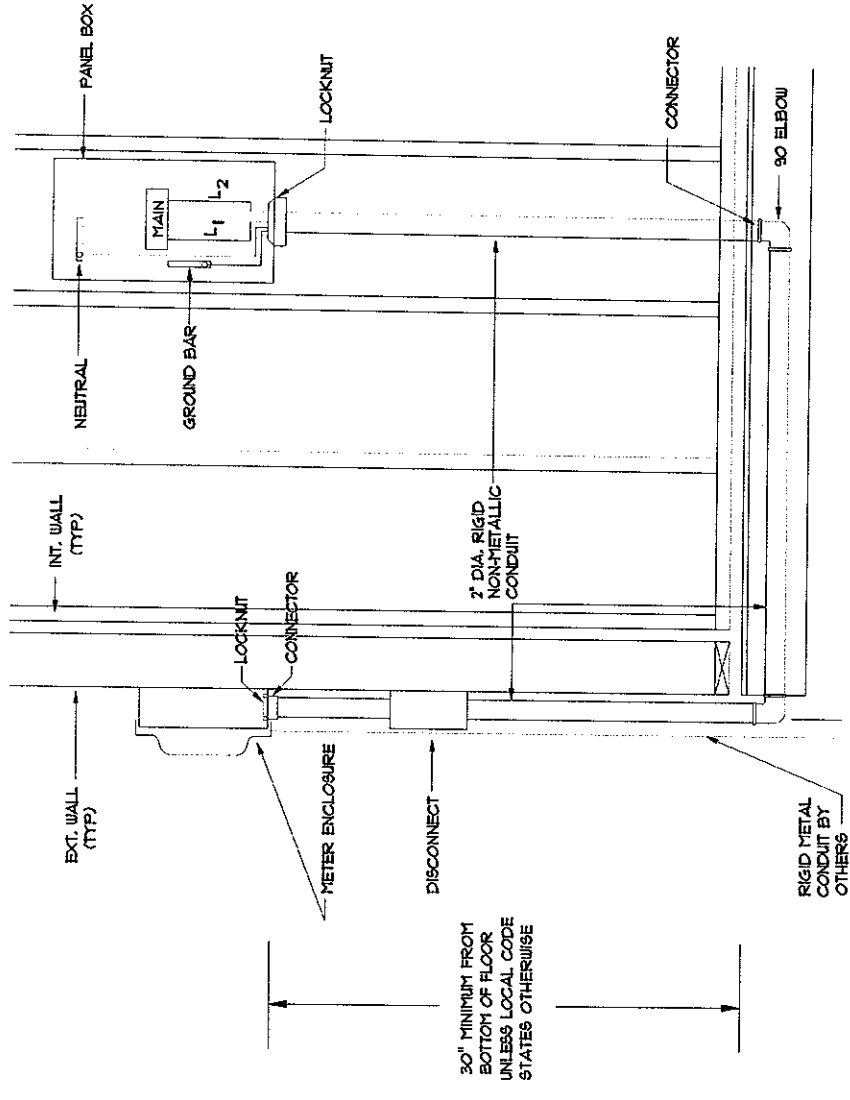 EXT. WALL
(TYP)
INT. WALL
(TYP)
NEUTRAL
PANEL BOX
MAIN
L1
L2
GROUND BAR
LOCKNUT
LOCKNUT
CONNECTOR
METER ENCLOSURE
DISCONNECT
2" DIA. RIGID
NON-METALLIC
CONDUIT
30" MINIMUM FROM
BOTTOM OF FLOOR
UNLESS LOCAL CODE
STATES OTHERWISE
CONNECTOR
90 ELBOW
RIGID METAL
CONDUIT BY
OTHERS